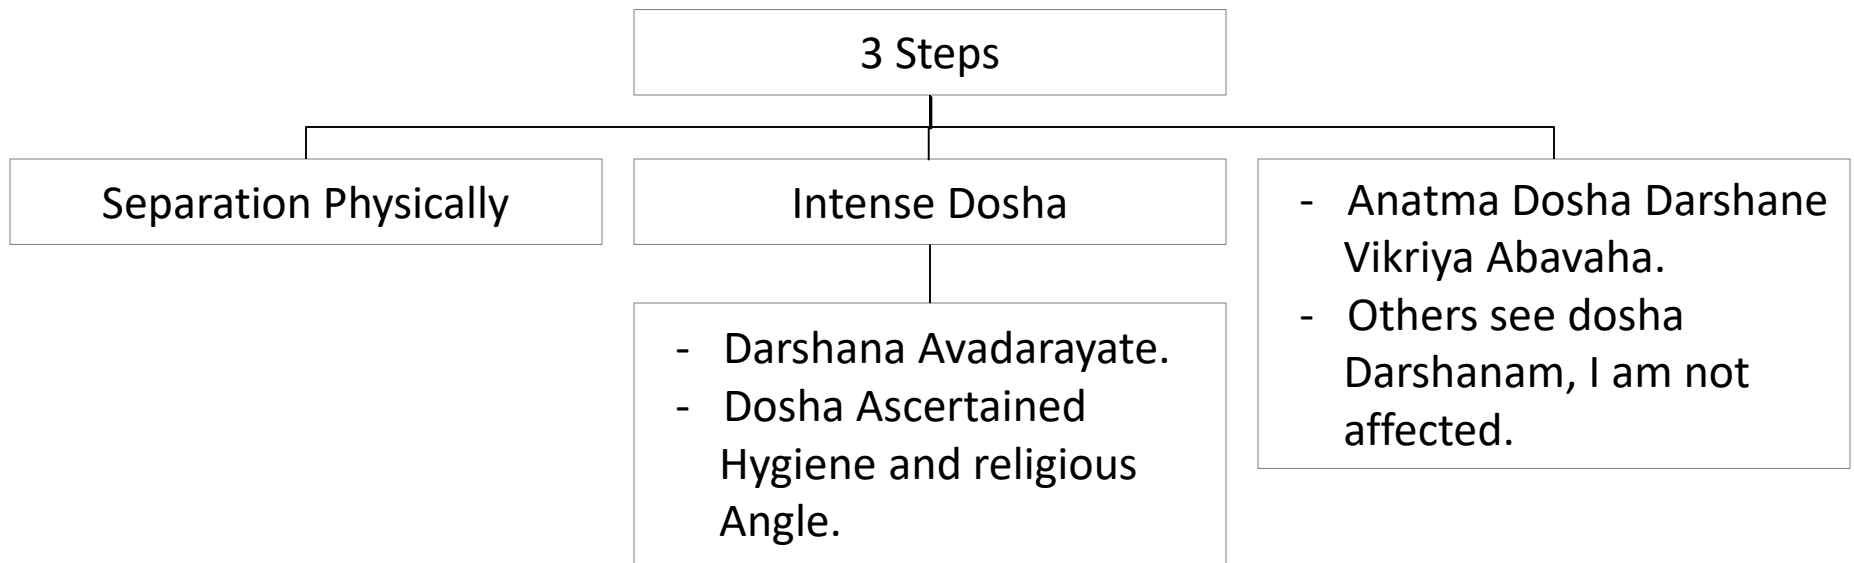 3 Steps
Separation Physically
Intense Dosha
- Darshana Avadarayate.
- Dosha Ascertained
Hygiene and religious
Angle.
- Anatma Dosha Darshane
Vikriya Abavaha.
- Others see dosha
Darshanam, I am not
affected.